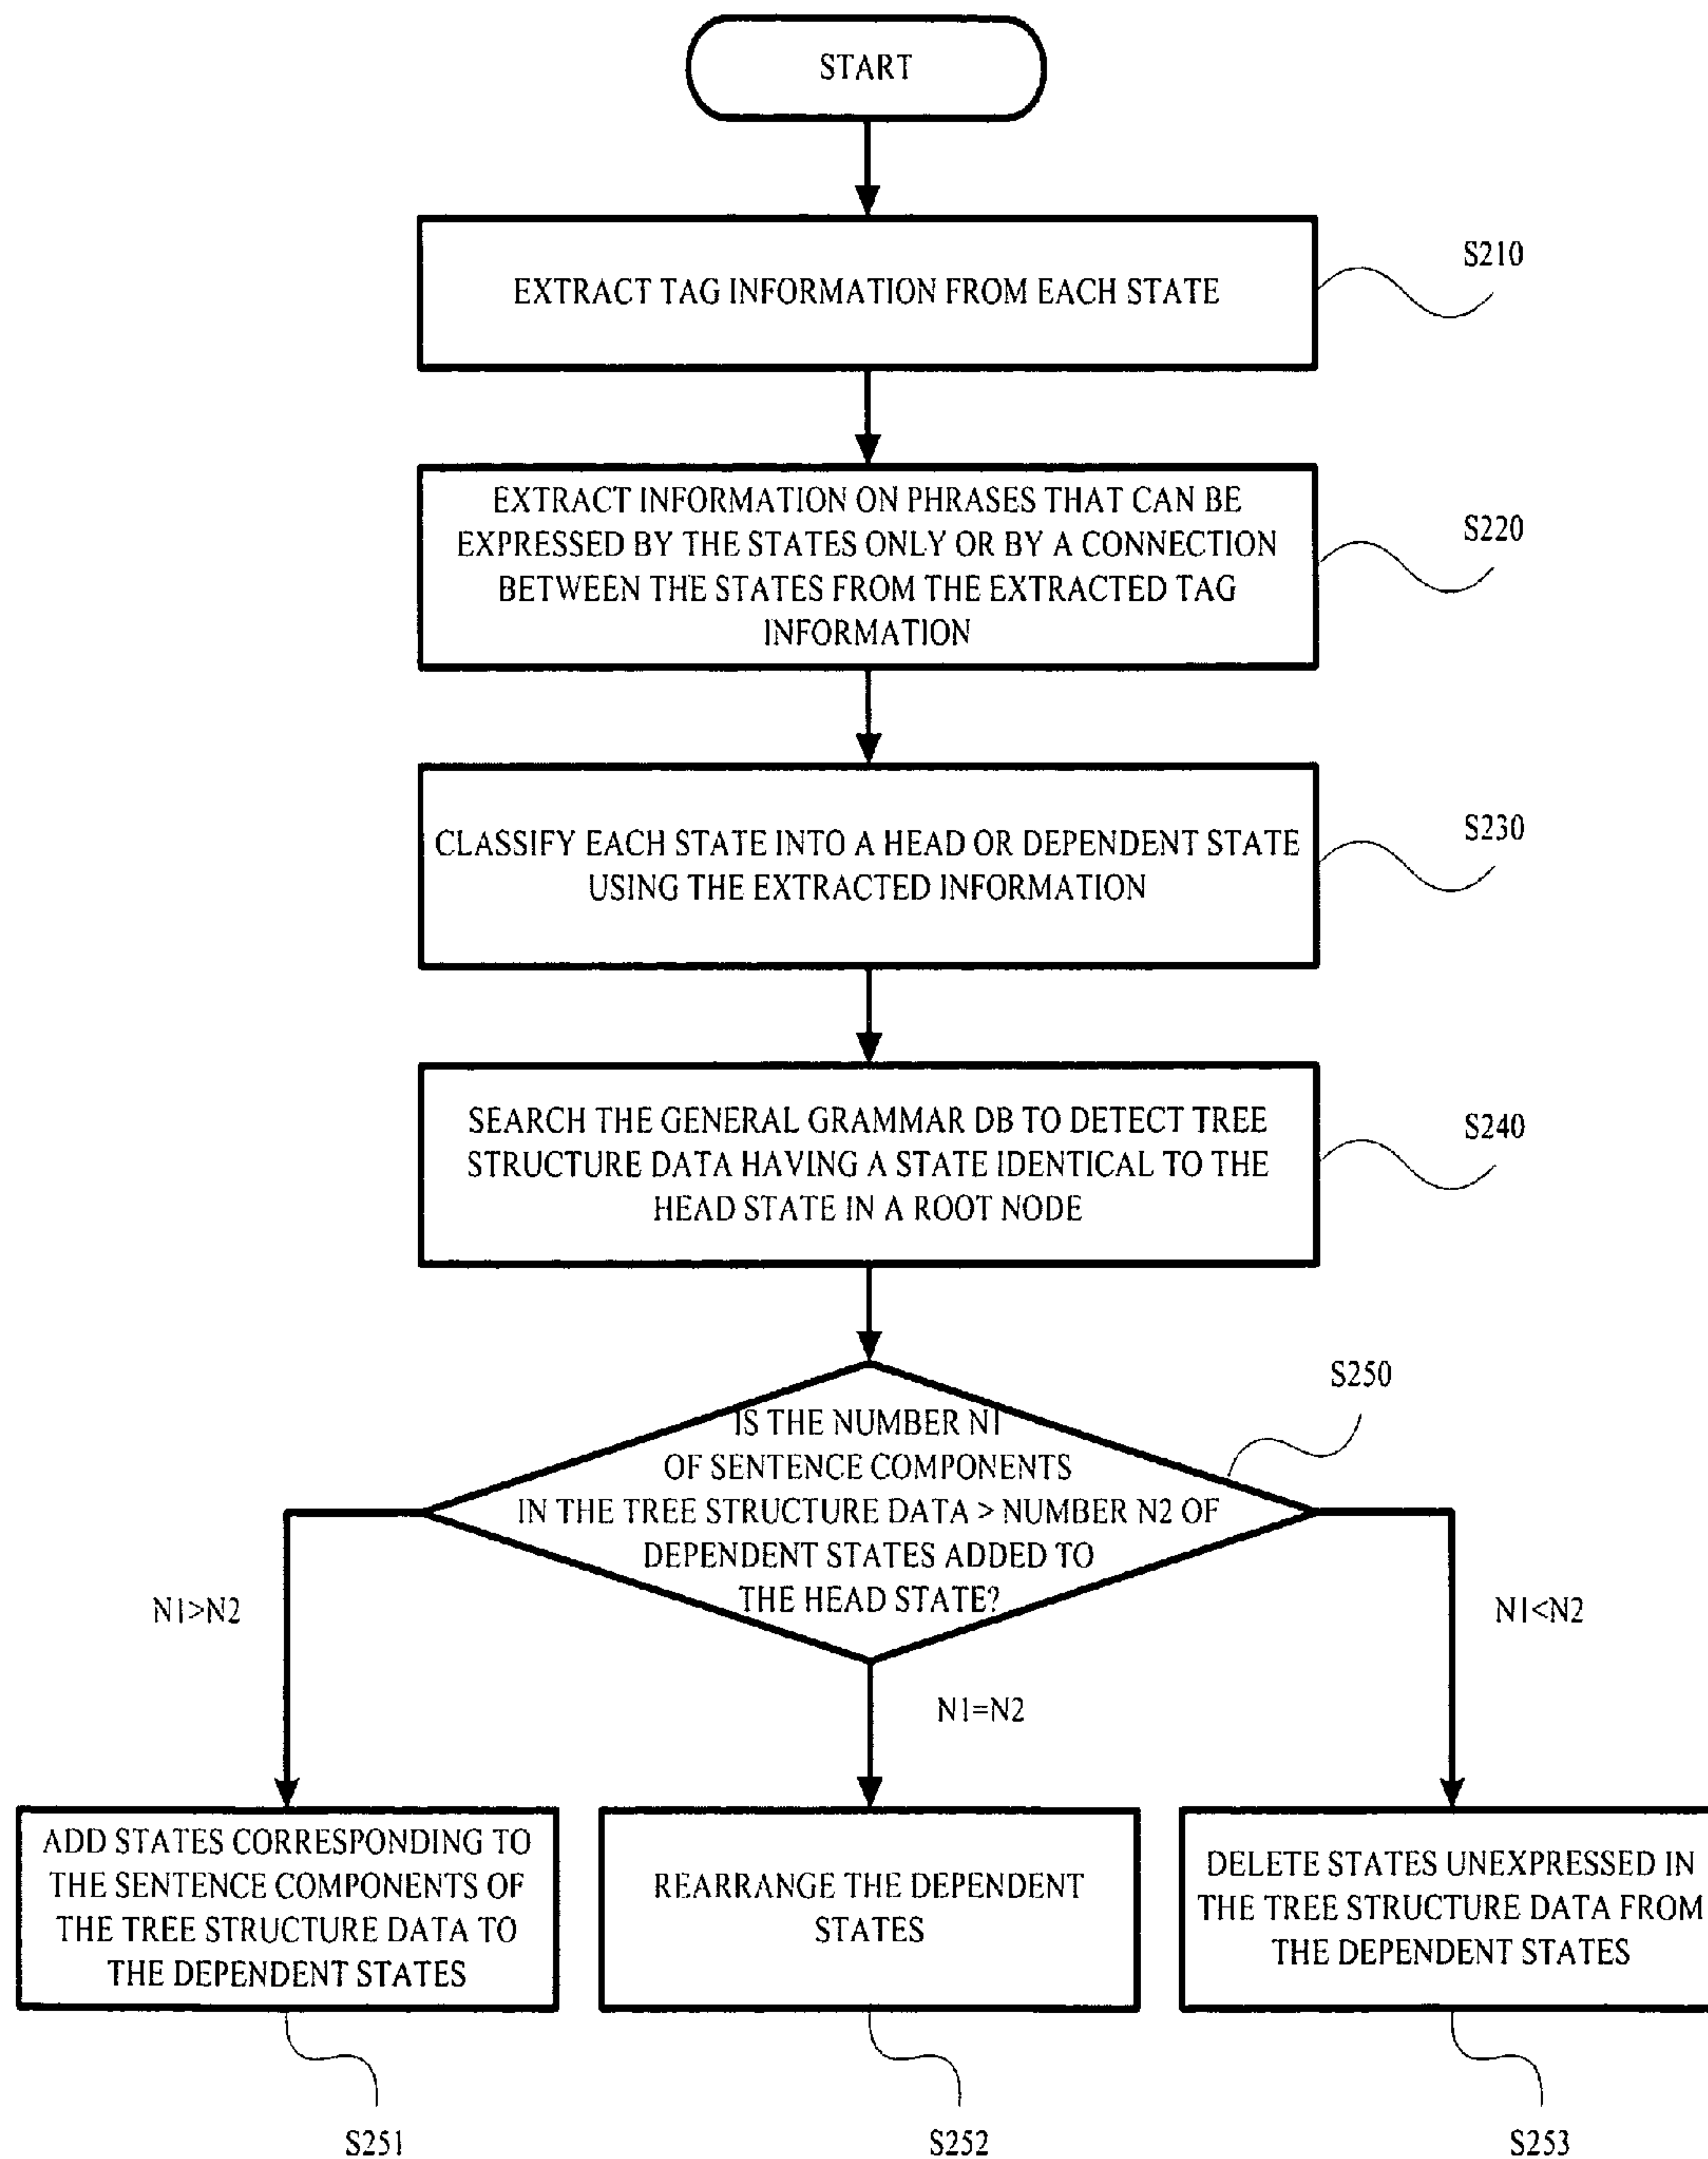 START
EXTRACT TAG INFORMATION FROM EACH STATE
S210
EXTRACT INFORMATION ON PHRASES THAT CAN BE
EXPRESSED BY THE STATES ONLY OR BY A CONNECTION
BETWEEN THE STATES FROM THE EXTRACTED TAG
INFORMATION
S220
CLASSIFY EACH STATE INTO A HEAD OR DEPENDENT STATE
USING THE EXTRACTED INFORMATION
S230
SEARCH THE GENERAL GRAMMAR DB TO DETECT TREE
STRUCTURE DATA HAVING A STATE IDENTICAL TO THE
HEAD STATE IN A ROOT NODE
S240
S250
IS THE NUMBER N1
OF SENTENCE COMPONENTS
IN THE TREE STRUCTURE DATA > NUMBER N2 OF
DEPENDENT STATES ADDED TO
THE HEAD STATE?
N1>N2
N1=N2
N1<N2
ADD STATES CORRESPONDING TO
THE SENTENCE COMPONENTS OF
THE TREE STRUCTURE DATA TO
THE DEPENDENT STATES
REARRANGE THE DEPENDENT
STATES
DELETE STATES UNEXPRESSED IN
THE TREE STRUCTURE DATA FROM
THE DEPENDENT STATES
S251
S252
S253